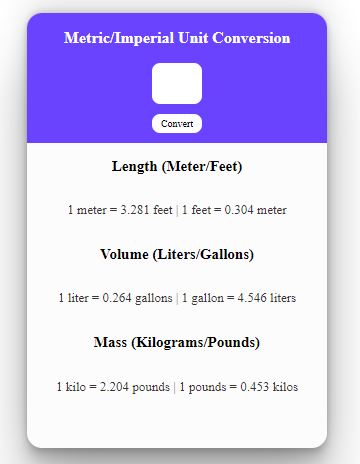 Metric/Imperial Unit Conversion
Convert
Length (Meter/Feet)
1 meter = 3.281 feet | 1 feet = 0.304 meter
Volume (Liters/Gallons)
1 liter = 0.264 gallons | 1 gallon = 4.546 liters
Mass (Kilograms/Pounds)
1 kilo = 2.204 pounds | 1 pounds = 0.453 kilos